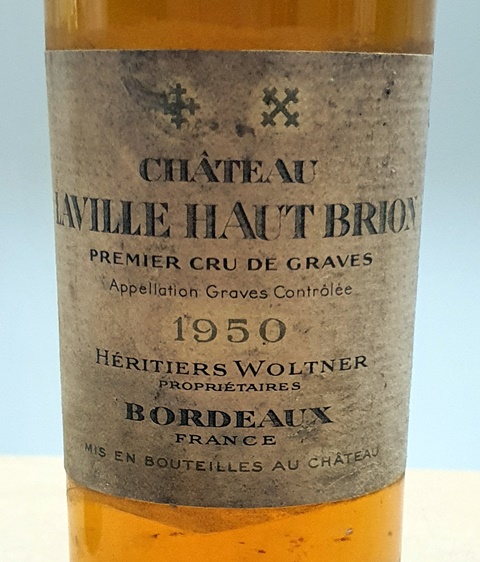 CHÂTEAU
LAVILLE HAUT BRION
PREMIER CRU DE GRAVES
Appellation Graves Contrôlée
1950
HÉRITIERS WOLTNER
PROPRIÉTAIRES
BORDEAUX
FRANCE
MIS EN BOUTEILLES AU CHÂTEAU